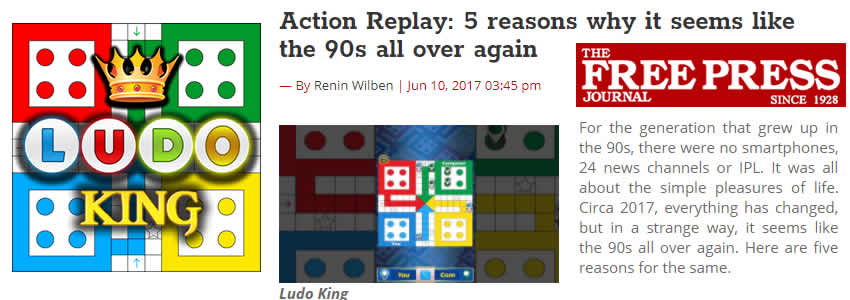 LUDO
KING
Action Replay: 5 reasons why it seems like
the 90s all over again
— By Renin Wilben | Jun 10, 2017 03:45 pm
THE
FREE PRESS
JOURNAL
SINCE 1928
You
Com
Ludo King
For the generation that grew up in
the 90s, there were no smartphones,
24 news channels or IPL. It was all
about the simple pleasures of life.
Circa 2017, everything has changed,
but in a strange way, it seems like
the 90s all over again. Here are five
reasons for the same.